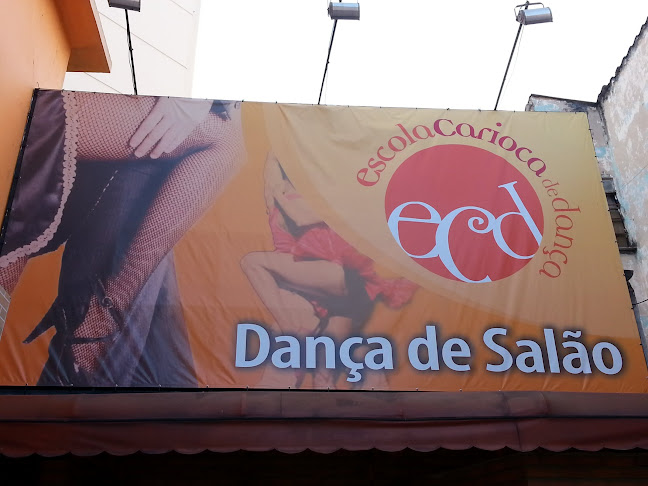 escola carioca de dança
ecd
Dança de Salão